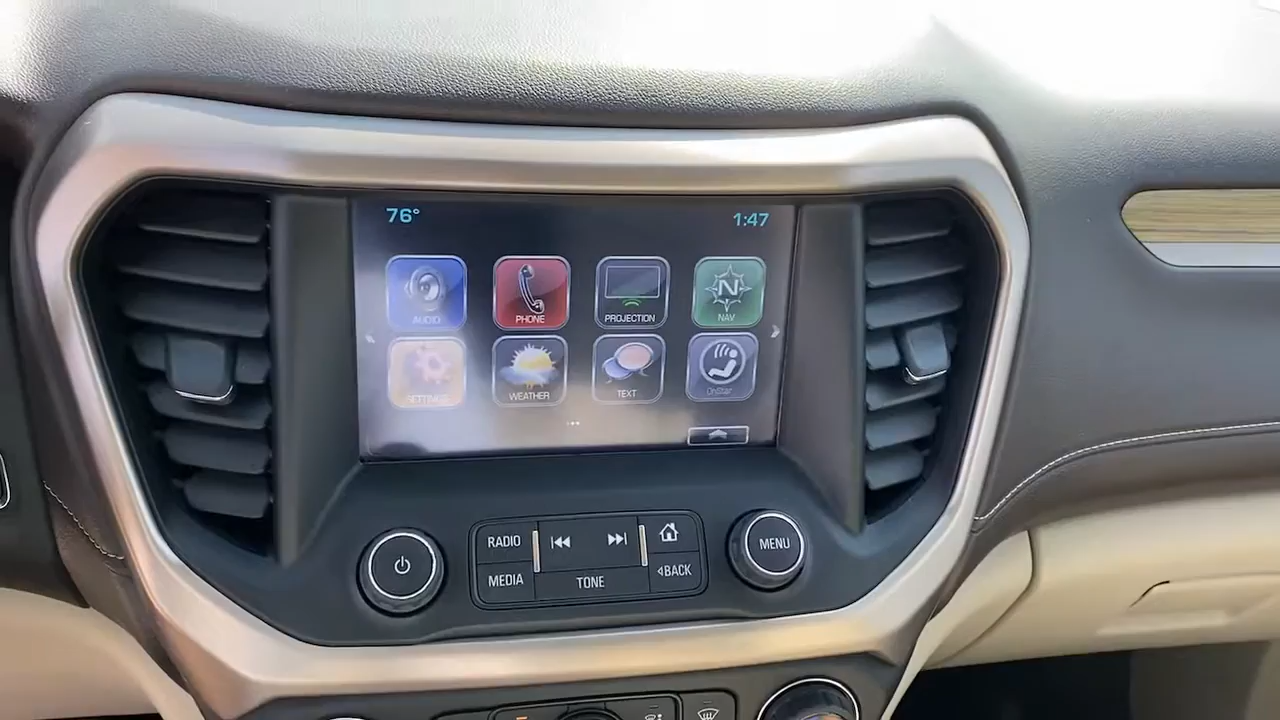 76° 1:47
AUDIO PHONE PROJECTION NAV
N
SETTINGS WEATHER TEXT OnStar
RADIO
MEDIA TONE BACK
MENU